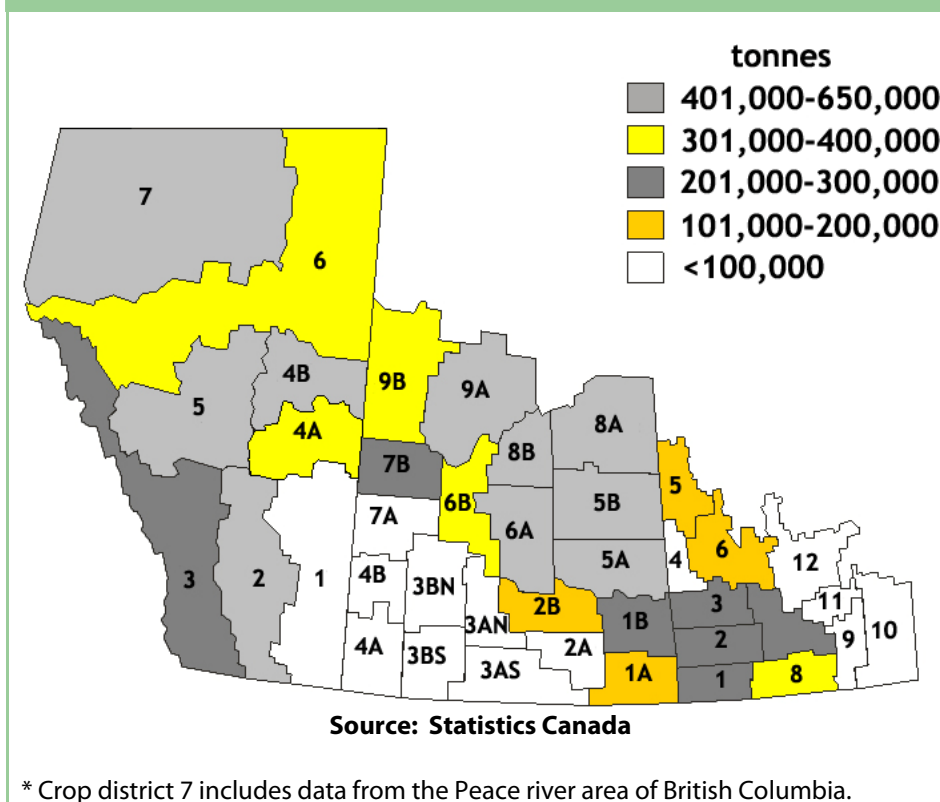 tonnes
401,000-650,000
301,000-400,000
201,000-300,000
101,000-200,000
<100,000
7
6
5
4B
4A
3
2
1
9B
9A
7B
6B
8B
8A
7A
6A
5B
5A
4B
3BN
3AN
2B
4A
3BS
3AS
2A
1B
1A
5
4
6
12
3
2
1
11
9
10
8
Source: Statistics Canada
* Crop district 7 includes data from the Peace river area of British Columbia.